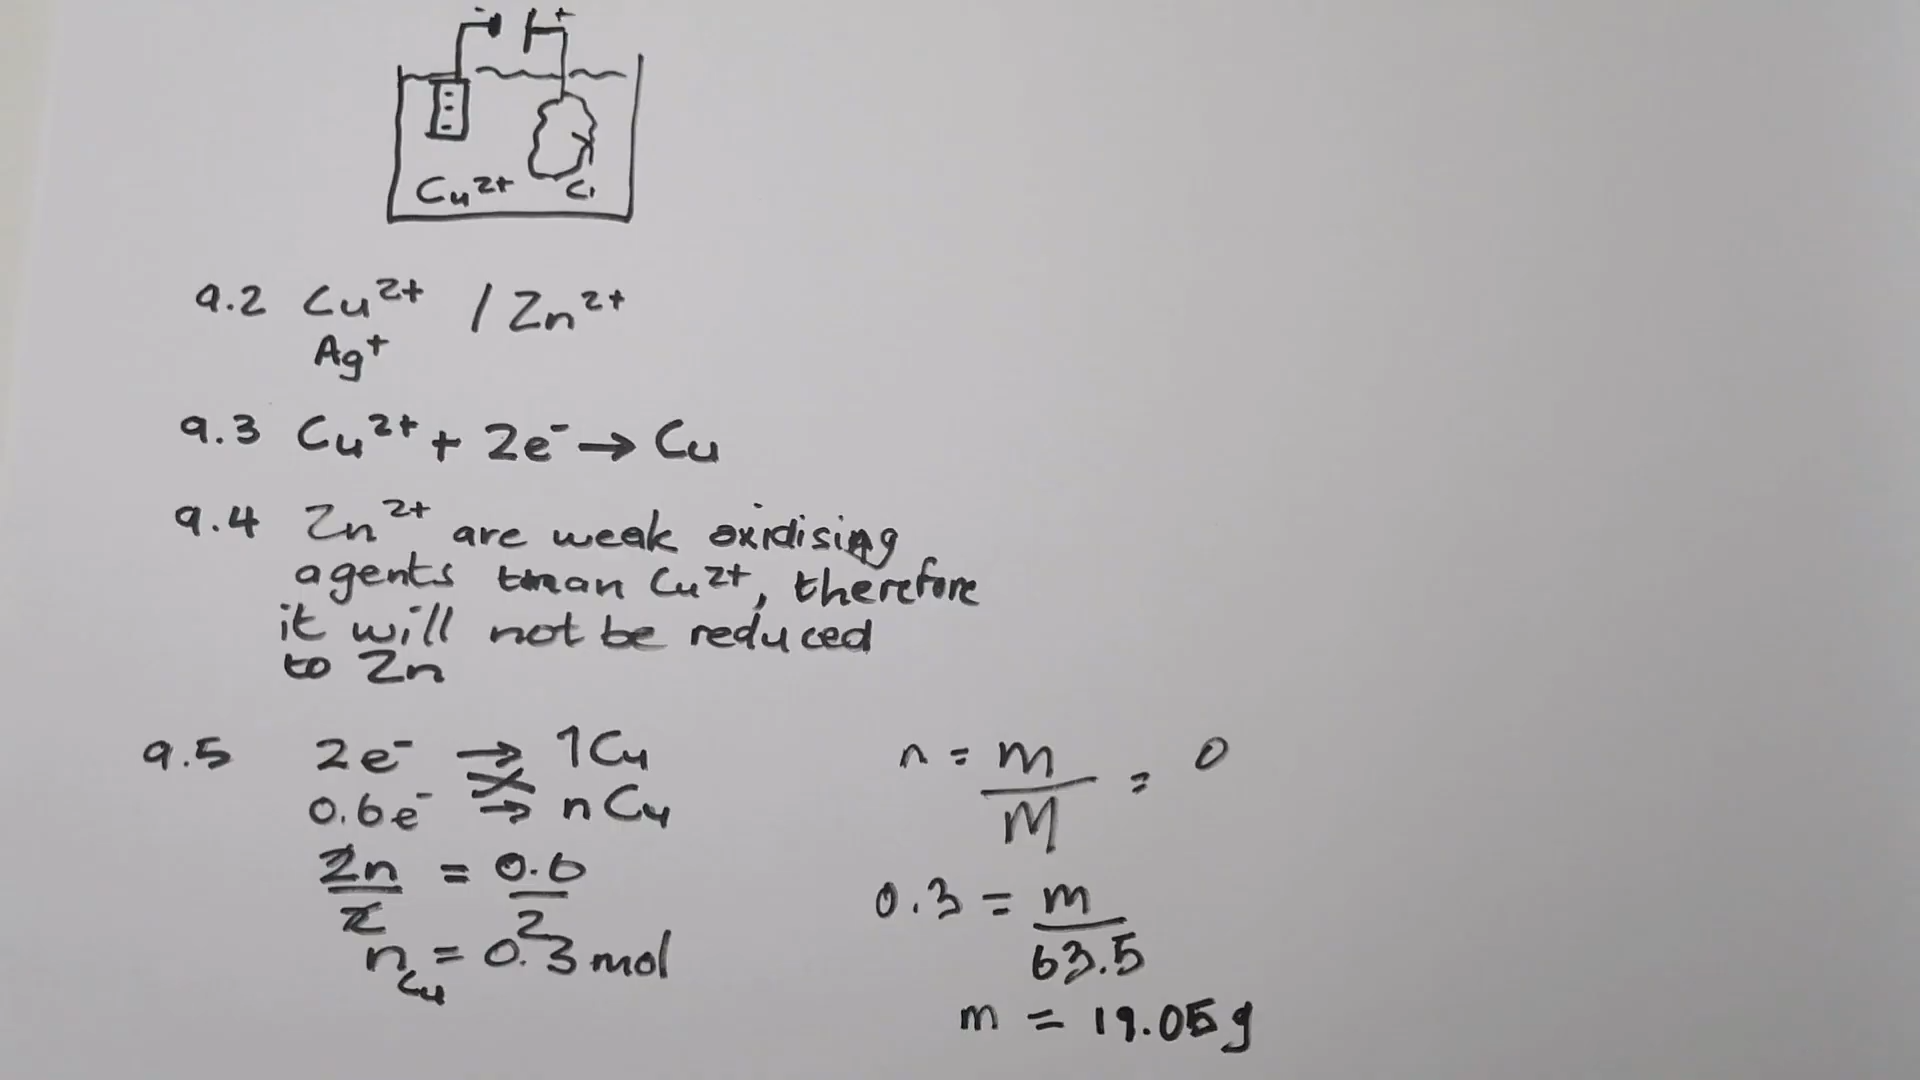 - +
Cu²⁺
9.2 Cu²⁺ / Zn²⁺
Ag⁺
9.3 Cu²⁺ + 2e⁻ → Cu
9.4 Zn²⁺ are weak oxidising
agents than Cu²⁺, therefore
it will not be reduced
to Zn
9.5 2e⁻ → 1Cu
0.6e⁻ → nCu
2n/2 = 0.6/2
n_Cu = 0.3 mol
n = m/M = 0
0.3 = m/63.5
m = 19.05g